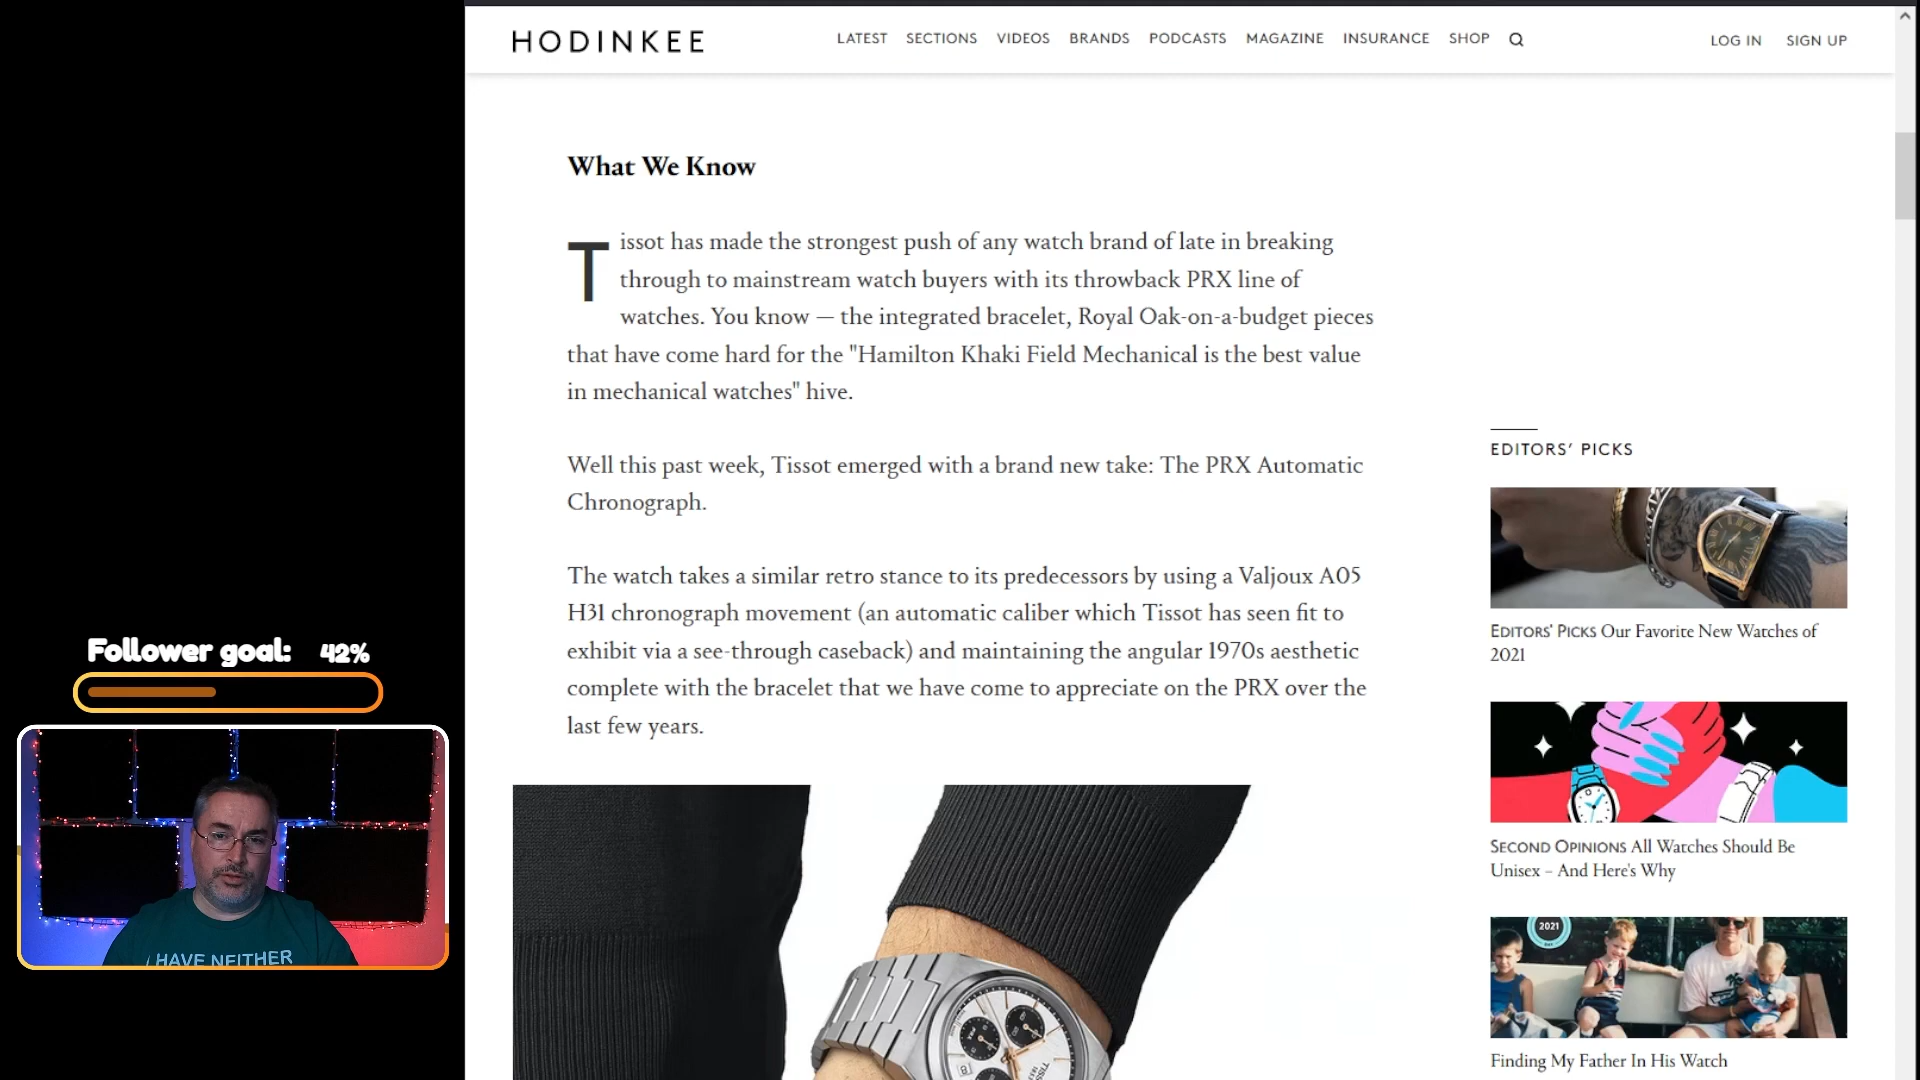 HODINKEE
LATEST SECTIONS VIDEOS BRANDS PODCASTS MAGAZINE INSURANCE SHOP
LOG IN SIGN UP
What We Know
Tissot has made the strongest push of any watch brand of late in breaking
through to mainstream watch buyers with its throwback PRX line of
watches. You know — the integrated bracelet, Royal Oak-on-a-budget pieces
that have come hard for the "Hamilton Khaki Field Mechanical is the best value
in mechanical watches" hive.
Well this past week, Tissot emerged with a brand new take: The PRX Automatic
Chronograph.
The watch takes a similar retro stance to its predecessors by using a Valjoux A05
H31 chronograph movement (an automatic caliber which Tissot has seen fit to
exhibit via a see-through caseback) and maintaining the angular 1970s aesthetic
complete with the bracelet that we have come to appreciate on the PRX over the
last few years.
EDITORS' PICKS
EDITORS' PICKS Our Favorite New Watches of
2021
SECOND OPINIONS All Watches Should Be
Unisex – And Here's Why
2021
Finding My Father In His Watch
Follower goal: 42%
I HAVE NEITHER